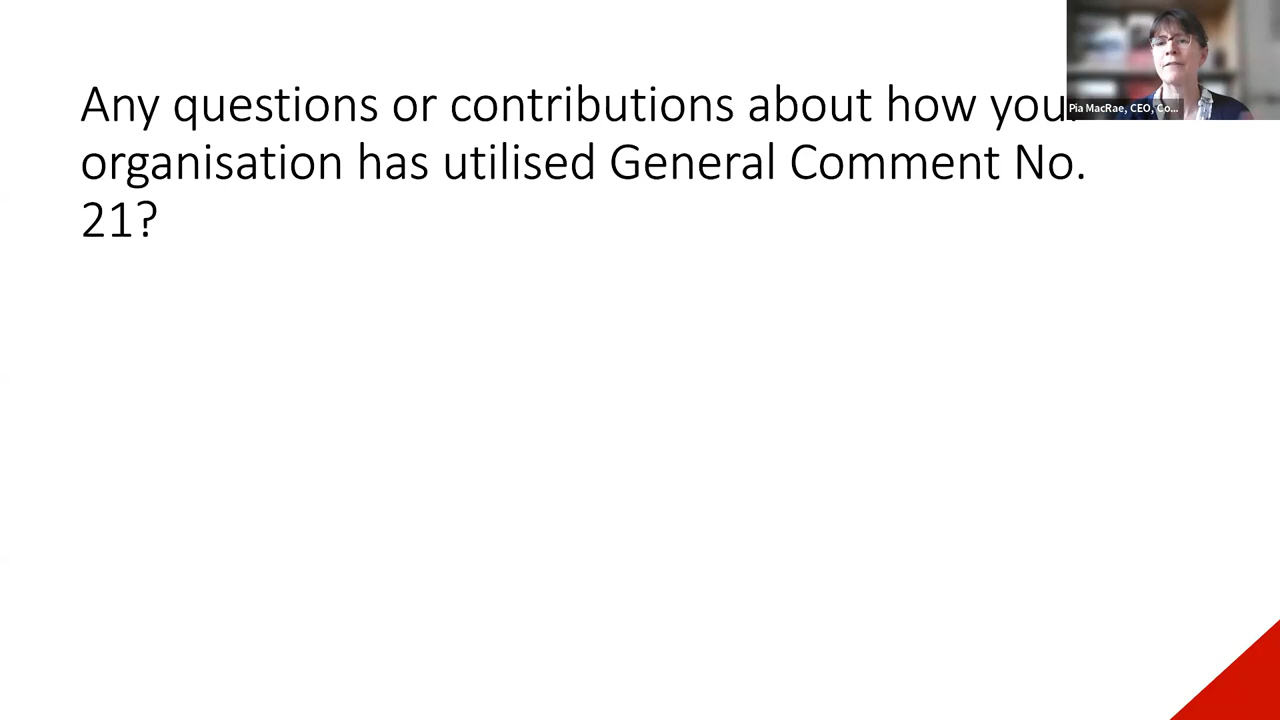 Any questions or contributions about how your
organisation has utilised General Comment No.
21?
Pia MacRae, CEO, Co...